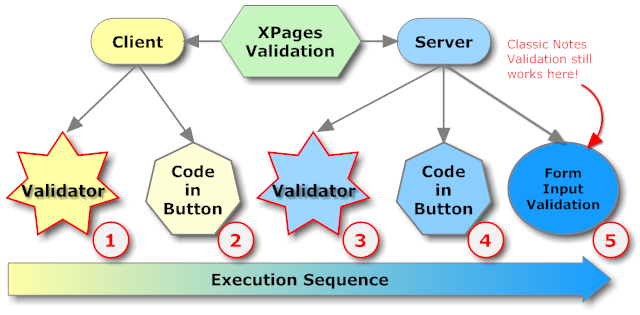 Client
XPages
Validation
Server
Classic Notes
Validation still
works here!
Validator
Code
in
Button
Validator
Code
in
Button
Form
Input
Validation
1
2
3
4
5
Execution Sequence